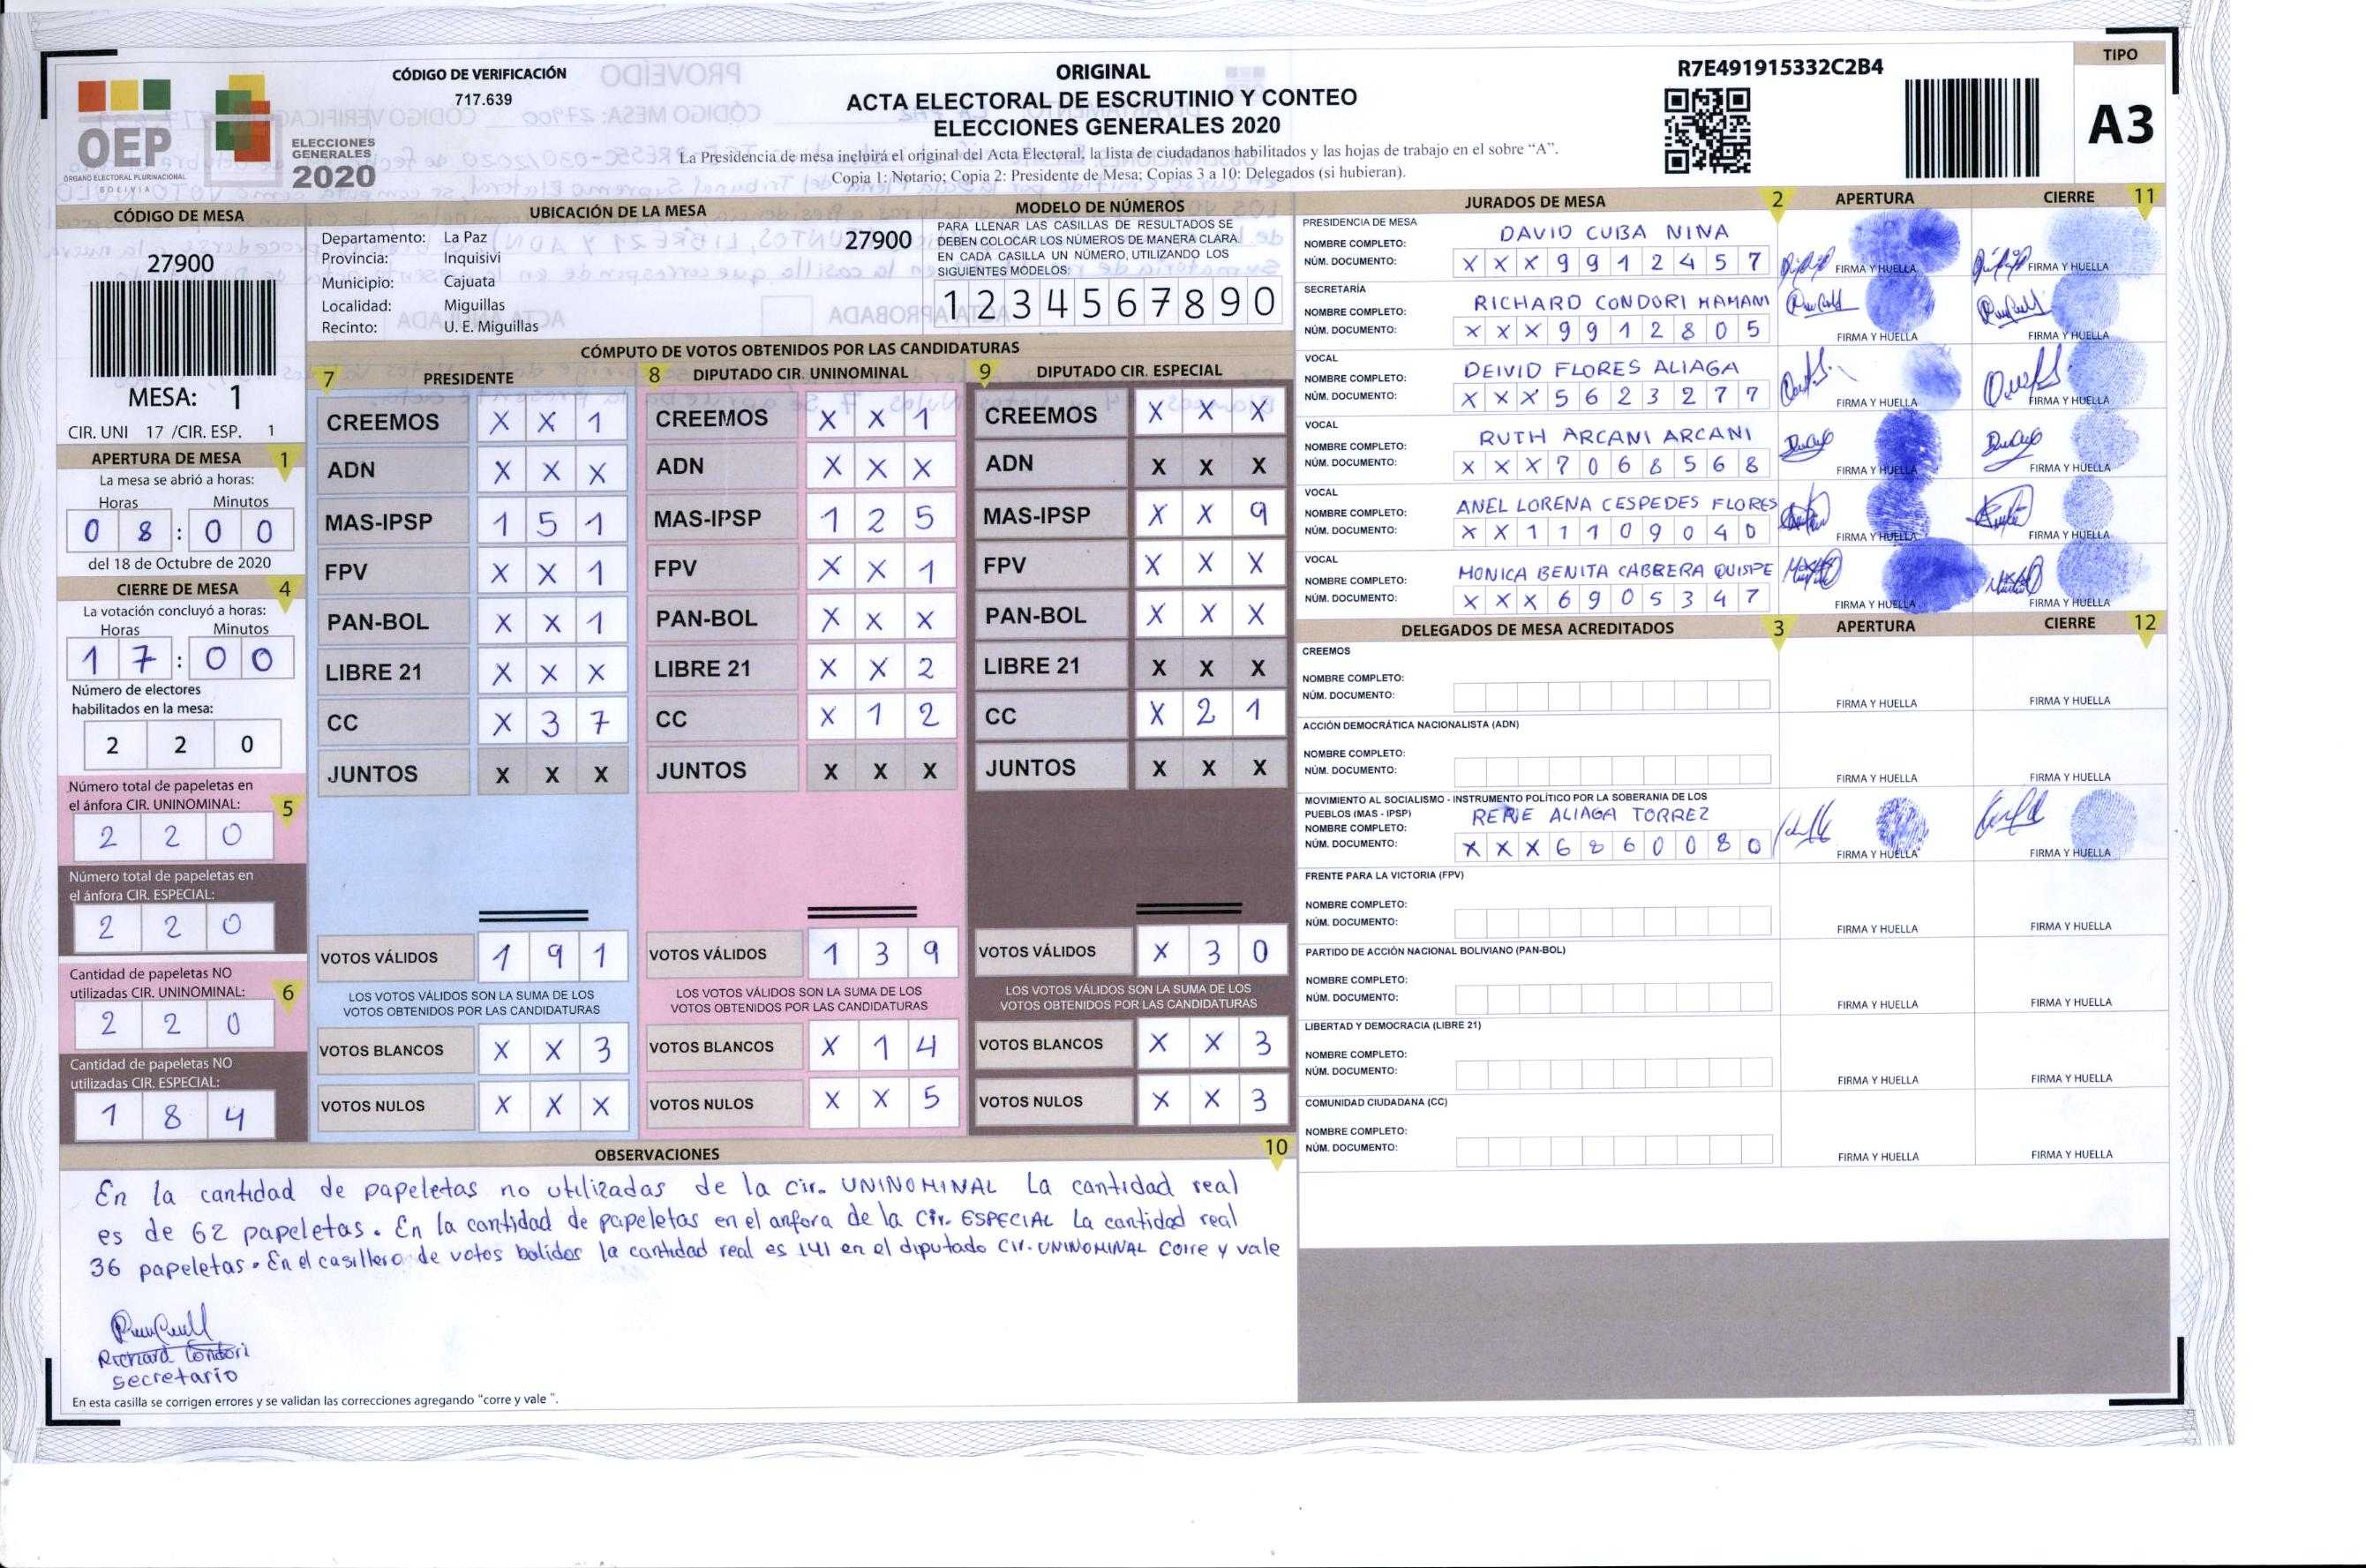 CÓDIGO DE VERIFICACIÓN
717.639
ORIGINAL
ACTA ELECTORAL DE ESCRUTINIO Y CONTEO
ELECCIONES GENERALES 2020
La Presidencia de mesa incluirá el original del Acta Electoral, la lista de ciudadanos habilitados y las hojas de trabajo en el sobre "A".
Copia 1: Notario; Copia 2: Presidente de Mesa; Copias 3 a 10: Delegados (si hubieran).
R7E491915332C2B4
TIPO
A3
OEP
ÓRGANO ELECTORAL PLURINACIONAL
BOLIVIA
ELECCIONES
GENERALES
2020
CÓDIGO DE MESA
27900
MESA: 1
CIR. UNI 17 /CIR. ESP. 1
APERTURA DE MESA 1
La mesa se abrió a horas:
Horas Minutos
0 8 : 0 0
del 18 de Octubre de 2020
CIERRE DE MESA 4
La votación concluyó a horas:
Horas Minutos
1 7 : 0 0
Número de electores
habilitados en la mesa:
2 2 0
Número total de papeletas en
el ánfora CIR. UNINOMINAL: 5
2 2 0
Número total de papeletas en
el ánfora CIR. ESPECIAL:
2 2 0
Cantidad de papeletas NO
utilizadas CIR. UNINOMINAL: 6
2 2 0
Cantidad de papeletas NO
utilizadas CIR. ESPECIAL:
1 8 4
UBICACIÓN DE LA MESA
Departamento: La Paz 27900
Provincia: Inquisivi
Municipio: Cajuata
Localidad: Miguillas
Recinto: U. E. Miguillas
MODELO DE NÚMEROS
PARA LLENAR LAS CASILLAS DE RESULTADOS SE
DEBEN COLOCAR LOS NÚMEROS DE MANERA CLARA.
EN CADA CASILLA UN NÚMERO, UTILIZANDO LOS
SIGUIENTES MODELOS:
1 2 3 4 5 6 7 8 9 0
CÓMPUTO DE VOTOS OBTENIDOS POR LAS CANDIDATURAS
7 PRESIDENTE
CREEMOS X X 1
ADN X X X
MAS-IPSP 1 5 1
FPV X X 1
PAN-BOL X X 1
LIBRE 21 X X X
CC X 3 7
JUNTOS X X X
VOTOS VÁLIDOS 1 9 1
LOS VOTOS VÁLIDOS SON LA SUMA DE LOS
VOTOS OBTENIDOS POR LAS CANDIDATURAS
VOTOS BLANCOS X X 3
VOTOS NULOS X X X
8 DIPUTADO CIR. UNINOMINAL
CREEMOS X X 1
ADN X X X
MAS-IPSP 1 2 5
FPV X X 1
PAN-BOL X X X
LIBRE 21 X X 2
CC X 1 2
JUNTOS X X X
VOTOS VÁLIDOS 1 3 9
LOS VOTOS VÁLIDOS SON LA SUMA DE LOS
VOTOS OBTENIDOS POR LAS CANDIDATURAS
VOTOS BLANCOS X 1 4
VOTOS NULOS X X 5
9 DIPUTADO CIR. ESPECIAL
CREEMOS X X X
ADN X X X
MAS-IPSP X X 9
FPV X X X
PAN-BOL X X X
LIBRE 21 X X X
CC X 2 1
JUNTOS X X X
VOTOS VÁLIDOS X 3 0
LOS VOTOS VÁLIDOS SON LA SUMA DE LOS
VOTOS OBTENIDOS POR LAS CANDIDATURAS
VOTOS BLANCOS X X 3
VOTOS NULOS X X 3
OBSERVACIONES 10
En la cantidad de papeletas no utilizadas de la cir. UNINOMINAL La cantidad real
es de 62 papeletas. En la cantidad de papeletas en el anfora de la Cir. ESPECIAL La cantidad real
36 papeletas. En el casillero de votos balidos la cantidad real es 141 en el diputado Cir. UNINOMINAL Corre y vale
Richard Condori
secretario
En esta casilla se corrigen errores y se validan las correcciones agregando "corre y vale ".
JURADOS DE MESA 2 APERTURA CIERRE 11
PRESIDENCIA DE MESA
NOMBRE COMPLETO: DAVID CUBA NINA
NÚM. DOCUMENTO: X X X 9 9 1 2 4 5 7 FIRMA Y HUELLA FIRMA Y HUELLA
SECRETARÍA
NOMBRE COMPLETO: RICHARD CONDORI MAMANI
NÚM. DOCUMENTO: X X X 9 9 1 2 8 0 5 FIRMA Y HUELLA FIRMA Y HUELLA
VOCAL
NOMBRE COMPLETO: DEIVID FLORES ALIAGA
NÚM. DOCUMENTO: X X X 5 6 2 3 2 7 7 FIRMA Y HUELLA FIRMA Y HUELLA
VOCAL
NOMBRE COMPLETO: RUTH ARCANI ARCANI
NÚM. DOCUMENTO: X X X 7 0 6 8 5 6 8 FIRMA Y HUELLA FIRMA Y HUELLA
VOCAL
NOMBRE COMPLETO: ANEL LORENA CESPEDES FLORES
NÚM. DOCUMENTO: X X 1 1 1 0 9 0 4 0 FIRMA Y HUELLA FIRMA Y HUELLA
VOCAL
NOMBRE COMPLETO: MONICA BENITA CABRERA QUISPE
NÚM. DOCUMENTO: X X X 6 9 0 5 3 4 7 FIRMA Y HUELLA FIRMA Y HUELLA
DELEGADOS DE MESA ACREDITADOS 3 APERTURA CIERRE 12
CREEMOS
NOMBRE COMPLETO:
NÚM. DOCUMENTO: FIRMA Y HUELLA FIRMA Y HUELLA
ACCIÓN DEMOCRÁTICA NACIONALISTA (ADN)
NOMBRE COMPLETO:
NÚM. DOCUMENTO: FIRMA Y HUELLA FIRMA Y HUELLA
MOVIMIENTO AL SOCIALISMO - INSTRUMENTO POLÍTICO POR LA SOBERANIA DE LOS
PUEBLOS (MAS - IPSP)
NOMBRE COMPLETO: RENE ALIAGA TORREZ
NÚM. DOCUMENTO: X X X 6 8 6 0 0 8 0 FIRMA Y HUELLA FIRMA Y HUELLA
FRENTE PARA LA VICTORIA (FPV)
NOMBRE COMPLETO:
NÚM. DOCUMENTO: FIRMA Y HUELLA FIRMA Y HUELLA
PARTIDO DE ACCIÓN NACIONAL BOLIVIANO (PAN-BOL)
NOMBRE COMPLETO:
NÚM. DOCUMENTO: FIRMA Y HUELLA FIRMA Y HUELLA
LIBERTAD Y DEMOCRACIA (LIBRE 21)
NOMBRE COMPLETO:
NÚM. DOCUMENTO: FIRMA Y HUELLA FIRMA Y HUELLA
COMUNIDAD CIUDADANA (CC)
NOMBRE COMPLETO:
NÚM. DOCUMENTO: FIRMA Y HUELLA FIRMA Y HUELLA